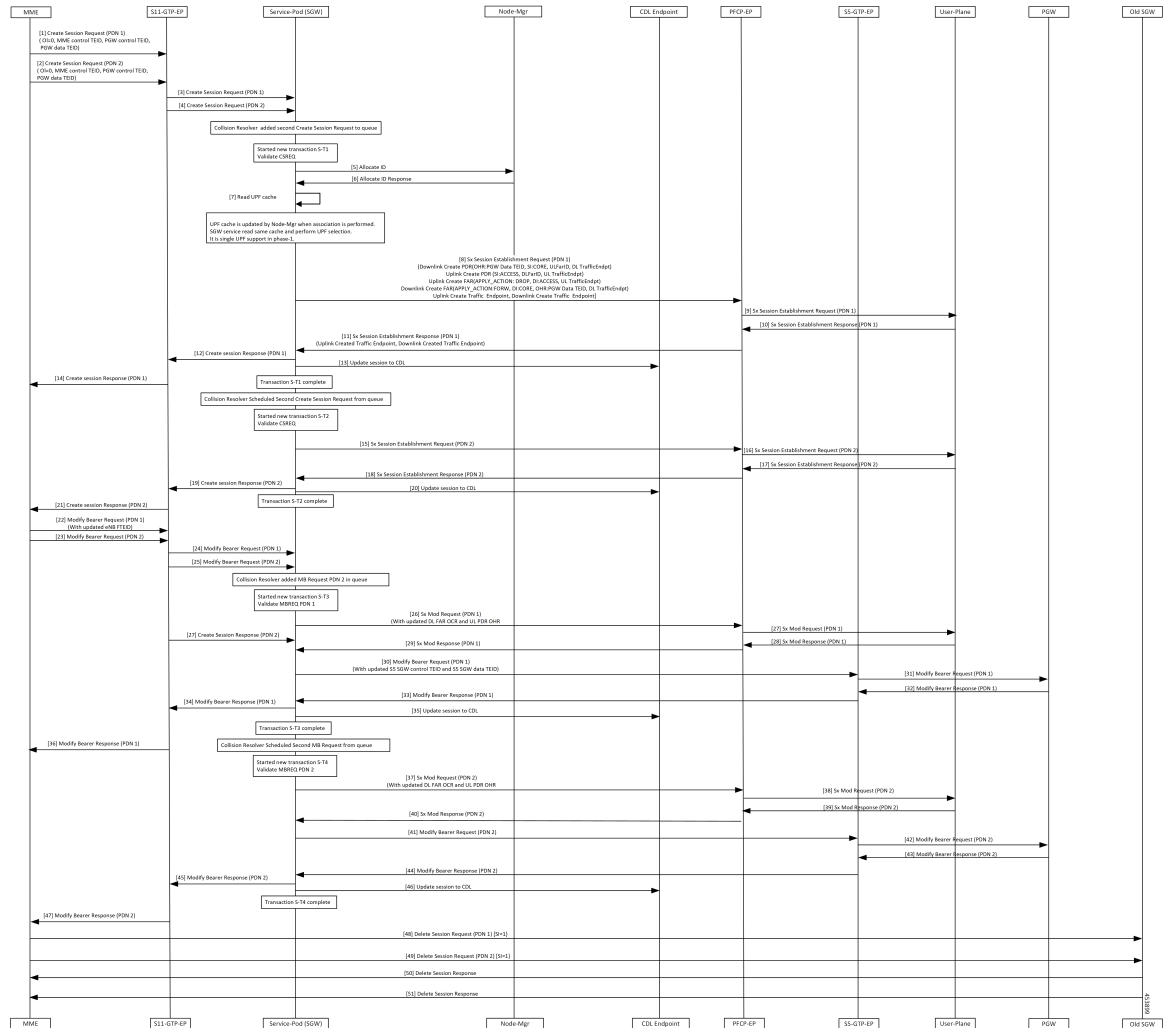 MME
S11-GTP-EP
Service-Pod (SGW)
Node-Mgr
CDL Endpoint
PFCP-EP
S5-GTP-EP
User-Plane
PGW
Old SGW
[1] Create Session Request (PDN 1)
( OI=0, MME control TEID, PGW control TEID,
PGW data TEID)
[2] Create Session Request (PDN 2)
( OI=0, MME control TEID, PGW control TEID,
PGW data TEID)
[3] Create Session Request (PDN 1)
[4] Create Session Request (PDN 2)
Collision Resolver added second Create Session Request to queue
Started new transaction S-T1
Validate CSREQ
[5] Allocate ID
[6] Allocate ID Response
[7] Read UPF cache
UPF cache is updated by Node-Mgr when association is performed.
SGW service read same cache and perform UPF selection.
It is single UPF support in phase-1.
[8] Sx Session Establishment Request (PDN 1)
(Downlink Create PDR(OHR:PGW Data TEID, SI:CORE, ULFarID, DL TrafficEndpt)
Uplink Create PDR (SI:ACCESS, DLFarID, UL TrafficEndpt)
Uplink Create FAR(APPLY_ACTION: DROP, DI:ACCESS, UL TrafficEndpt)
Downlink Create FAR(APPLY_ACTION:FORW, DI:CORE, OHR:PGW Data TEID, DL TrafficEndpt)
Uplink Create Traffic Endpoint, Downlink Create Traffic Endpoint]
[9] Sx Session Establishment Request (PDN 1)
[10] Sx Session Establishment Response (PDN 1)
[11] Sx Session Establishment Response (PDN 1)
(Uplink Created Traffic Endpoint, Downlink Created Traffic Endpoint)
[12] Create session Response (PDN 1)
[13] Update session to CDL
[14] Create session Response (PDN 1)
Transaction S-T1 complete
Collision Resolver Scheduled Second Create Session Request from queue
Started new transaction S-T2
Validate CSREQ
[15] Sx Session Establishment Request (PDN 2)
[16] Sx Session Establishment Request (PDN 2)
[17] Sx Session Establishment Response (PDN 2)
[18] Sx Session Establishment Response (PDN 2)
[19] Create session Response (PDN 2)
[20] Update session to CDL
Transaction S-T2 complete
[21] Create session Response (PDN 2)
[22] Modify Bearer Request (PDN 1)
(With updated eNB FTEID)
[23] Modify Bearer Request (PDN 2)
[24] Modify Bearer Request (PDN 1)
[25] Modify Bearer Request (PDN 2)
Collision Resolver added MB Request PDN 2 in queue
Started new transaction S-T3
Validate MBREQ PDN 1
[26] Sx Mod Request (PDN 1)
(With updated DL FAR OCR and UL PDR OHR
[27] Sx Mod Request (PDN 1)
[27] Create Session Response (PDN 2)
[28] Sx Mod Response (PDN 1)
[29] Sx Mod Response (PDN 1)
[30] Modify Bearer Request (PDN 1)
(With updated S5 SGW control TEID and S5 SGW data TEID)
[31] Modify Bearer Request (PDN 1)
[32] Modify Bearer Response (PDN 1)
[33] Modify Bearer Response (PDN 1)
[34] Modify Bearer Response (PDN 1)
[35] Update session to CDL
Transaction S-T3 complete
[36] Modify Bearer Response (PDN 1)
Collision Resolver Scheduled Second MB Request from queue
Started new transaction S-T4
Validate MBREQ PDN 2
[37] Sx Mod Request (PDN 2)
(With updated DL FAR OCR and UL PDR OHR
[38] Sx Mod Request (PDN 2)
[39] Sx Mod Response (PDN 2)
[40] Sx Mod Response (PDN 2)
[41] Modify Bearer Request (PDN 2)
[42] Modify Bearer Request (PDN 2)
[43] Modify Bearer Response (PDN 2)
[44] Modify Bearer Response (PDN 2)
[45] Modify Bearer Response (PDN 2)
[46] Update session to CDL
Transaction S-T4 complete
[47] Modify Bearer Response (PDN 2)
[48] Delete Session Request (PDN 1) [SI=1)
[49] Delete Session Request (PDN 2) [SI=1)
[50] Delete Session Response
[51] Delete Session Response
453899
MME
S11-GTP-EP
Service-Pod (SGW)
Node-Mgr
CDL Endpoint
PFCP-EP
S5-GTP-EP
User-Plane
PGW
Old SGW